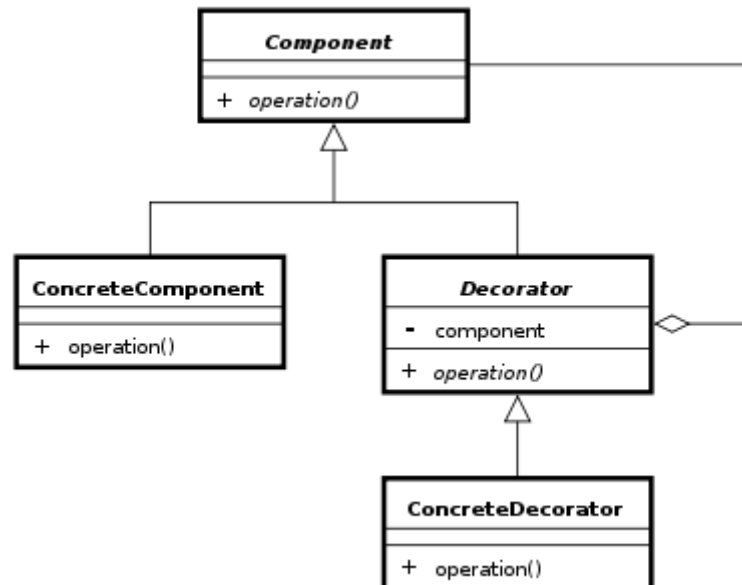 Component
+ operation()
ConcreteComponent
+ operation()
Decorator
- component
+ operation()
ConcreteDecorator
+ operation()